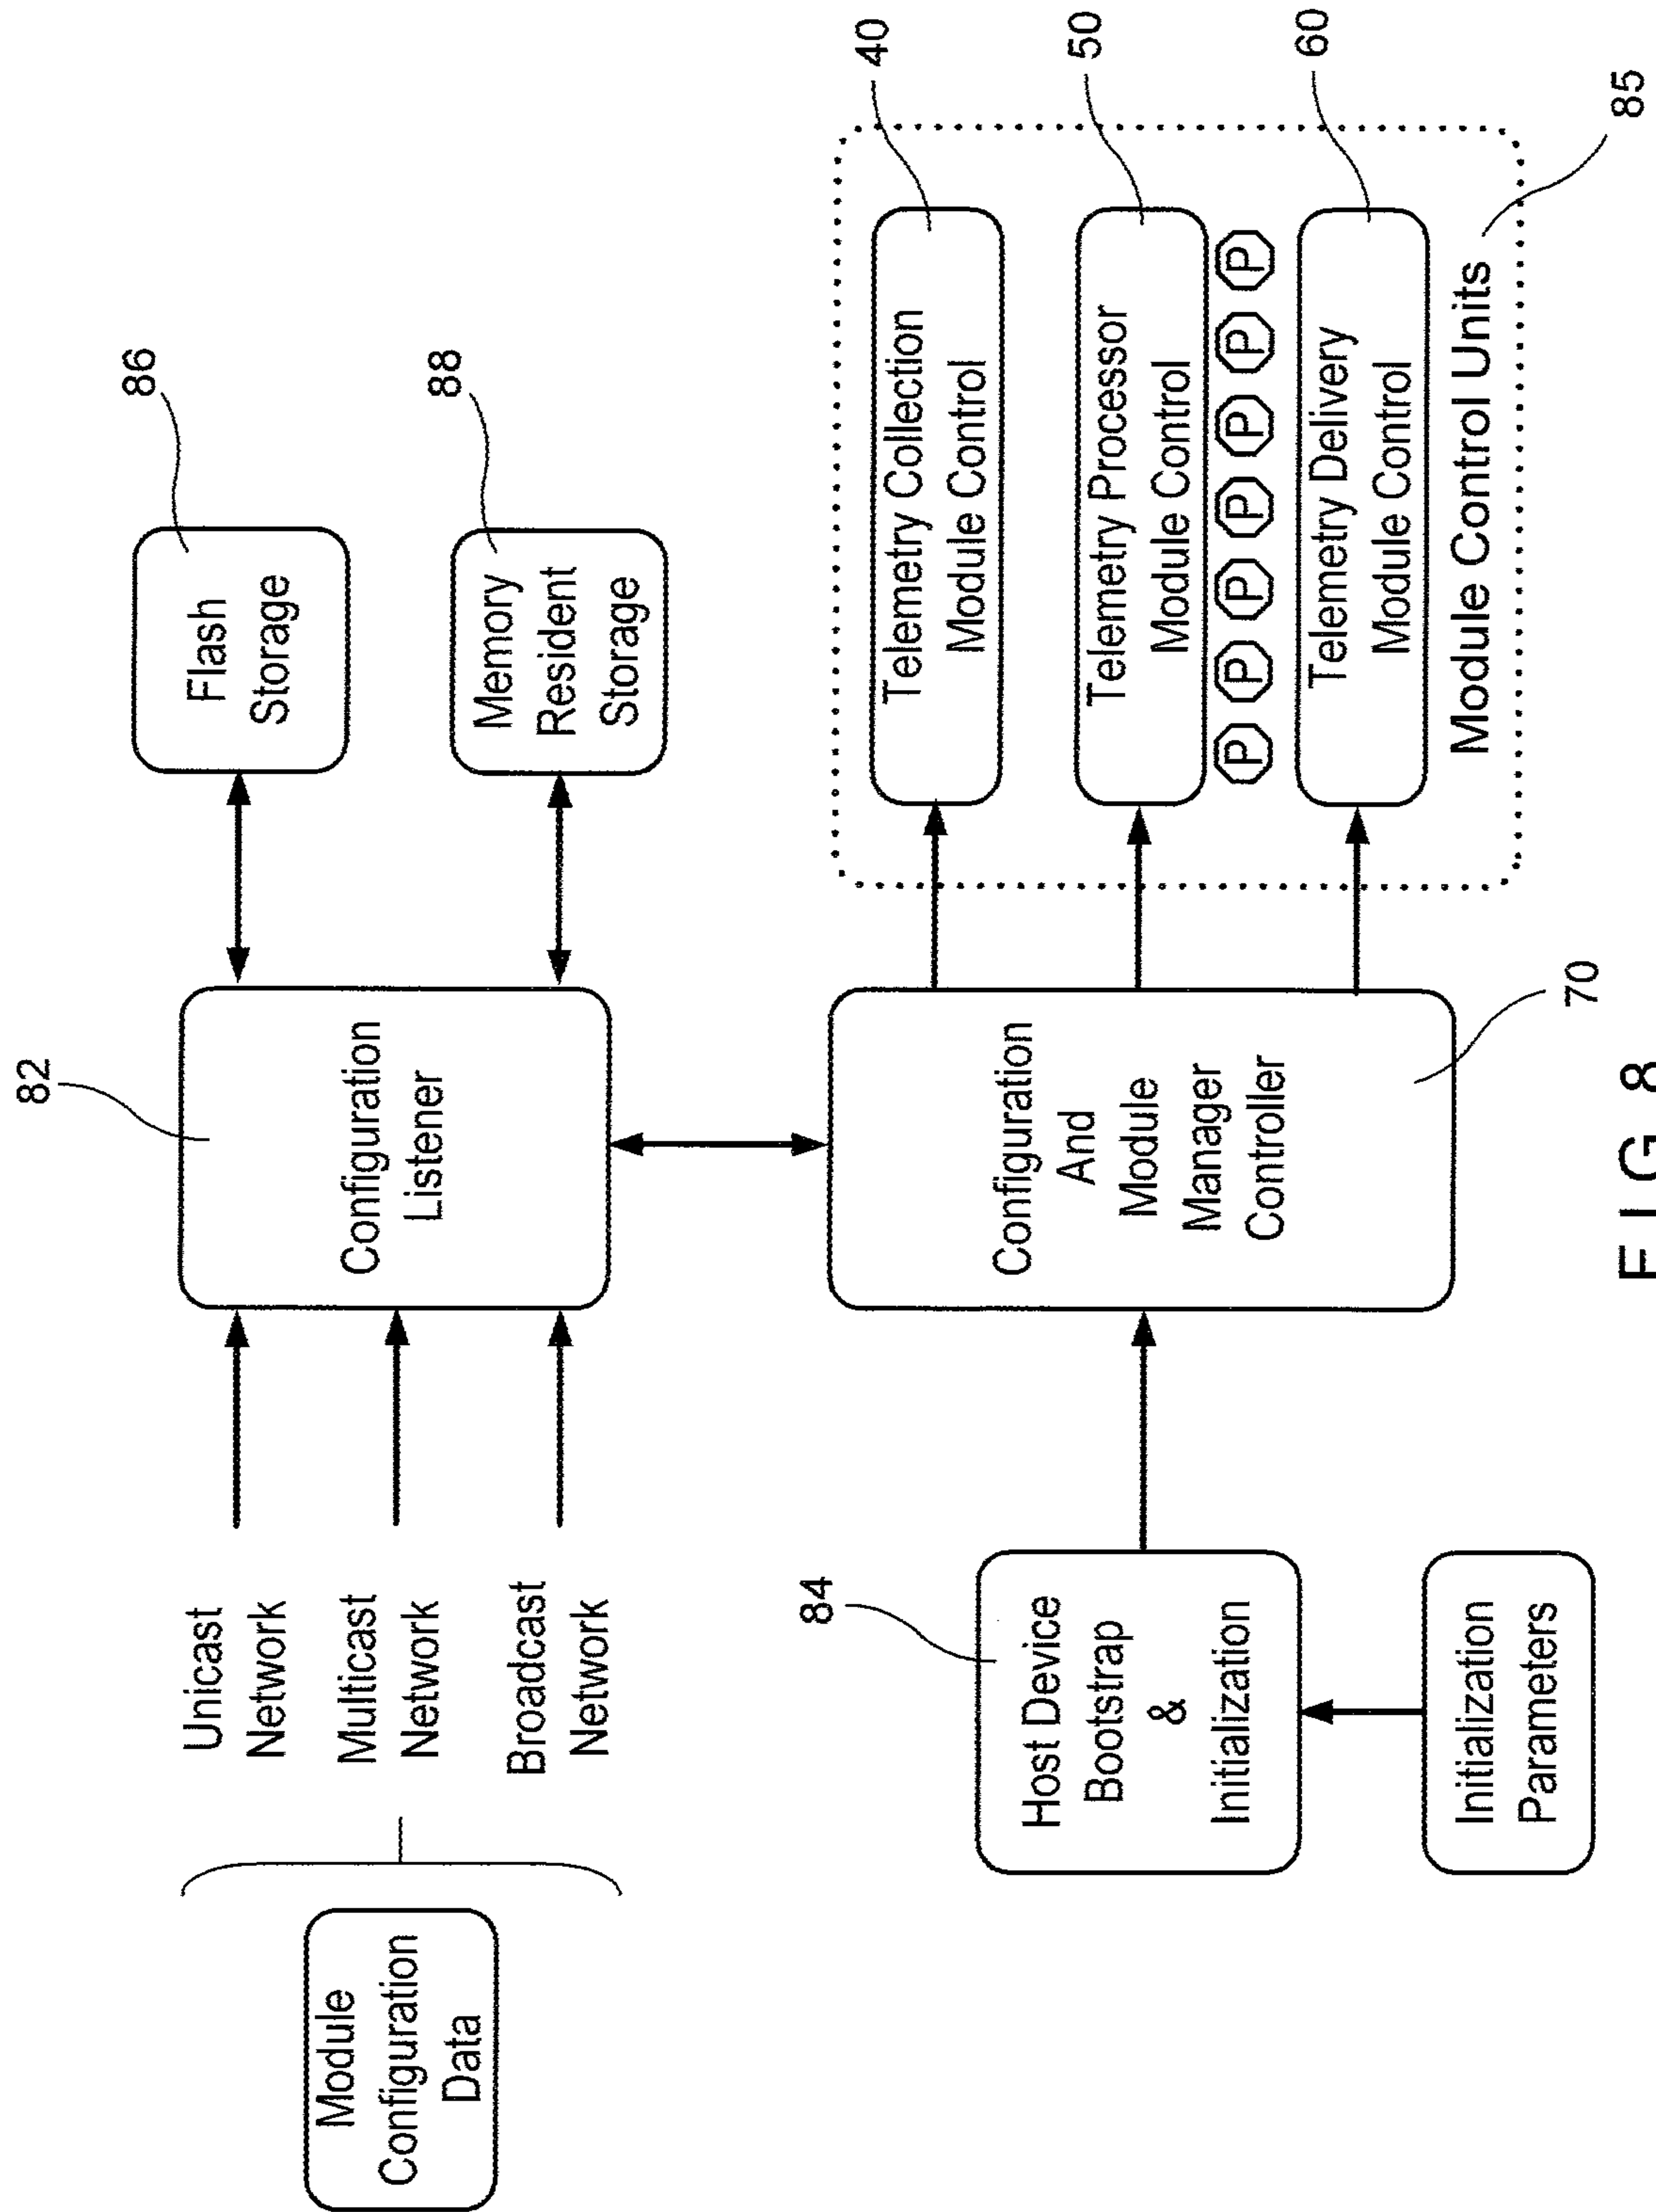 Module
Configuration
Data
Unicast
Network
Multicast
Network
Broadcast
Network
82
Configuration
Listener
86
Flash
Storage
88
Memory
Resident
Storage
84
Host Device
Bootstrap
&
Initialization
Initialization
Parameters
Configuration
And
Module
Manager
Controller
70
Telemetry Collection
Module Control
40
Telemetry Processor
Module Control
50
P P P P P P P
Telemetry Delivery
Module Control
60
Module Control Units
85
FIG 8